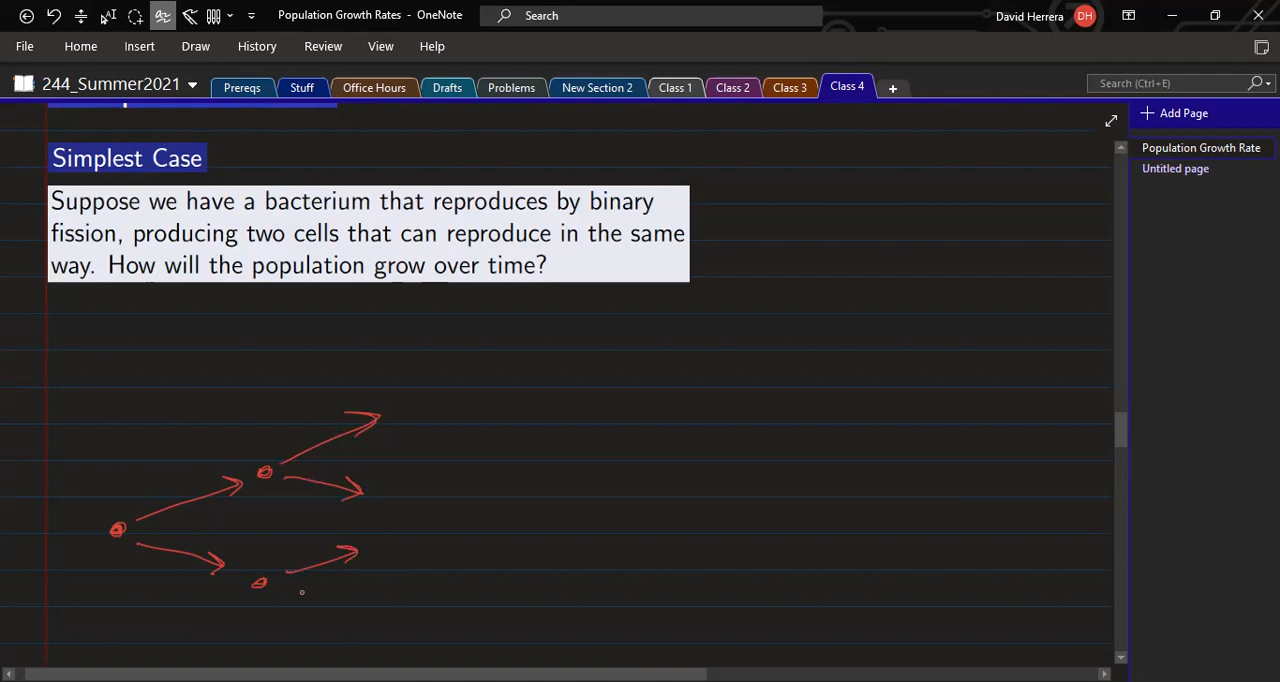 Population Growth Rates - OneNote
Search
David Herrera
DH
File
Home
Insert
Draw
History
Review
View
Help
244_Summer2021
Prereqs
Stuff
Office Hours
Drafts
Problems
New Section 2
Class 1
Class 2
Class 3
Class 4
Search (Ctrl+E)
Add Page
Population Growth Rate
Untitled page
Simplest Case
Suppose we have a bacterium that reproduces by binary
fission, producing two cells that can reproduce in the same
way. How will the population grow over time?